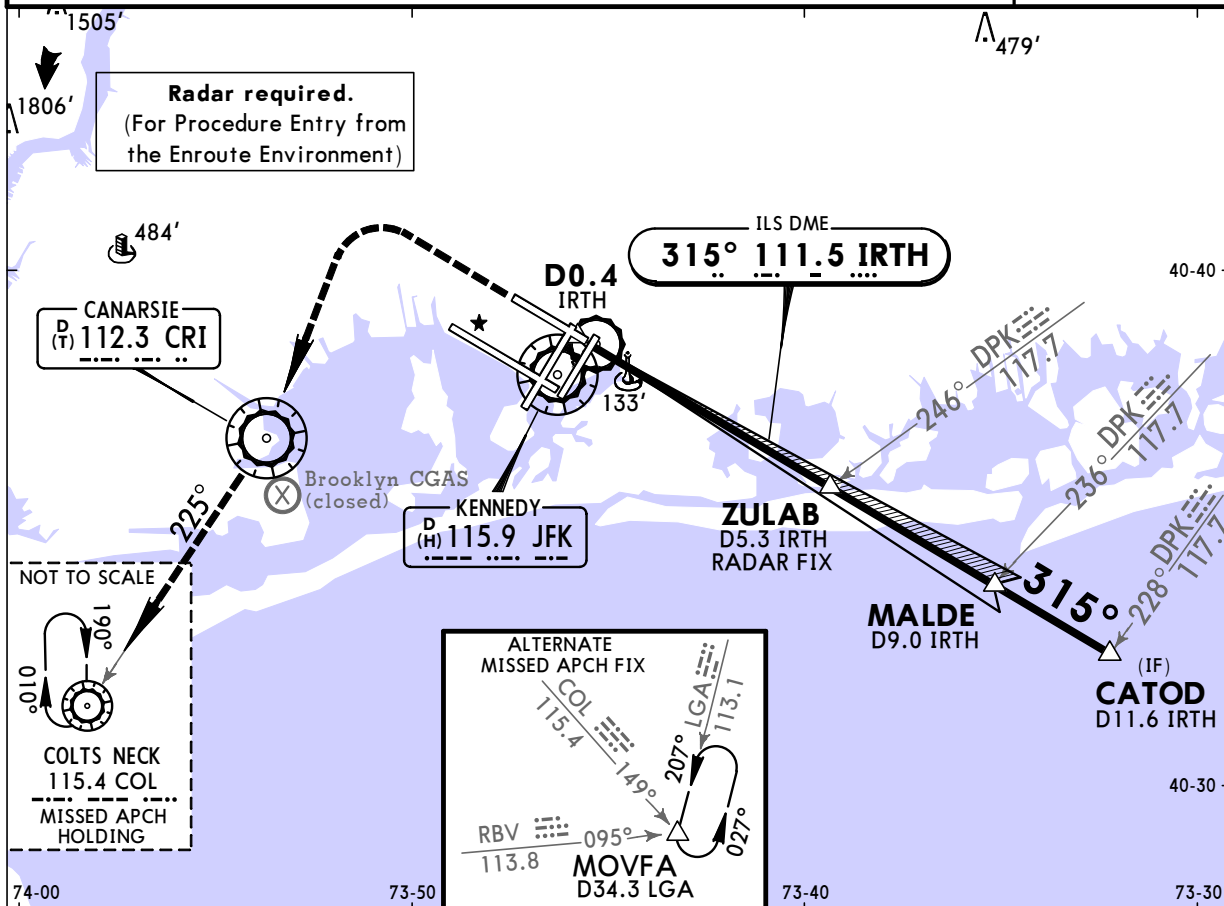 1505'
479'
1806'
Radar required.
(For Procedure Entry from
the Enroute Environment)
484'
ILS DME
315° 111.5 IRTH
40-40
D0.4
IRTH
CANARSIE
D
(T) 112.3 CRI
DPK
117.7
246°
133'
DPK
117.7
236°
Brooklyn CGAS
(closed)
X
KENNEDY
D
(H) 115.9 JFK
ZULAB
D5.3 IRTH
RADAR FIX
225°
DPK
117.7
228°
315°
MALDE
D9.0 IRTH
(IF)
CATOD
D11.6 IRTH
NOT TO SCALE
190°
010°
COLTS NECK
115.4 COL
MISSED APCH
HOLDING
ALTERNATE
MISSED APCH FIX
COL
115.4
149°
LGA
113.1
207°
027°
RBV
113.8
095°
MOVFA
D34.3 LGA
40-30
74-00
73-50
73-40
73-30